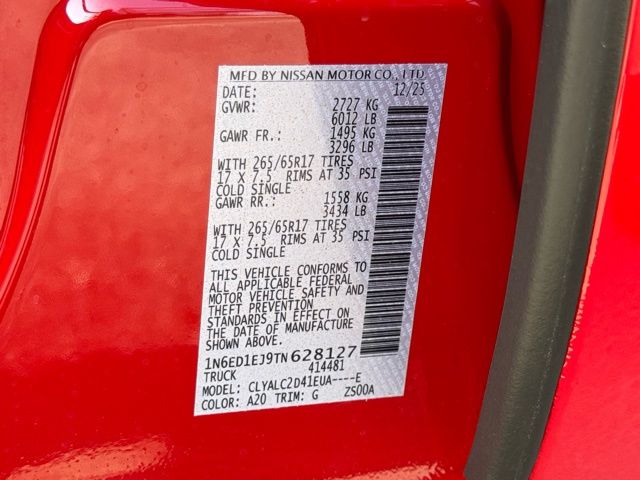 MFD BY NISSAN MOTOR CO., LTD.
DATE: 12/25
GVWR: 2727 KG
6012 LB
GAWR FR.: 1495 KG
3296 LB
WITH 265/65R17 TIRES
17 X 7.5 RIMS AT 35 PSI
COLD SINGLE
GAWR RR.: 1558 KG
3434 LB
WITH 265/65R17 TIRES
17 X 7.5 RIMS AT 35 PSI
COLD SINGLE
THIS VEHICLE CONFORMS TO
ALL APPLICABLE FEDERAL
MOTOR VEHICLE SAFETY AND
THEFT PREVENTION
STANDARDS IN EFFECT ON
THE DATE OF MANUFACTURE
SHOWN ABOVE.
1N6ED1EJ9TN628127
TRUCK 414481
MODEL: CLYALC2D41EUA----E
COLOR: A20 TRIM: G ZS00A